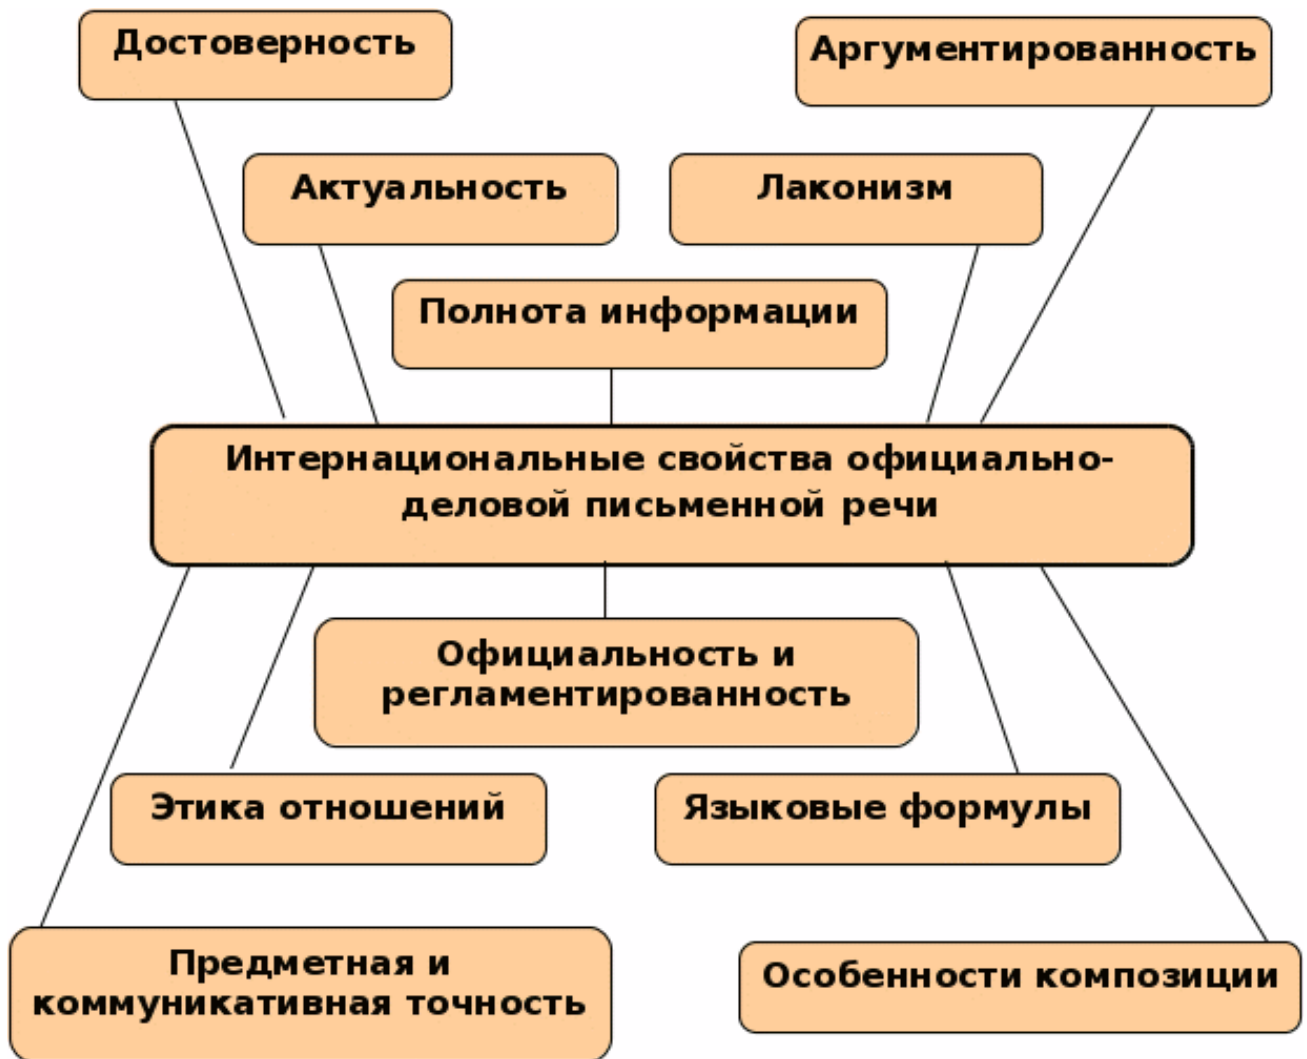 Достоверность
Аргументированность
Актуальность
Лаконизм
Полнота информации
Интернациональные свойства официально-
деловой письменной речи
Официальность и
регламентированность
Этика отношений
Языковые формулы
Предметная и
коммуникативная точность
Особенности композиции